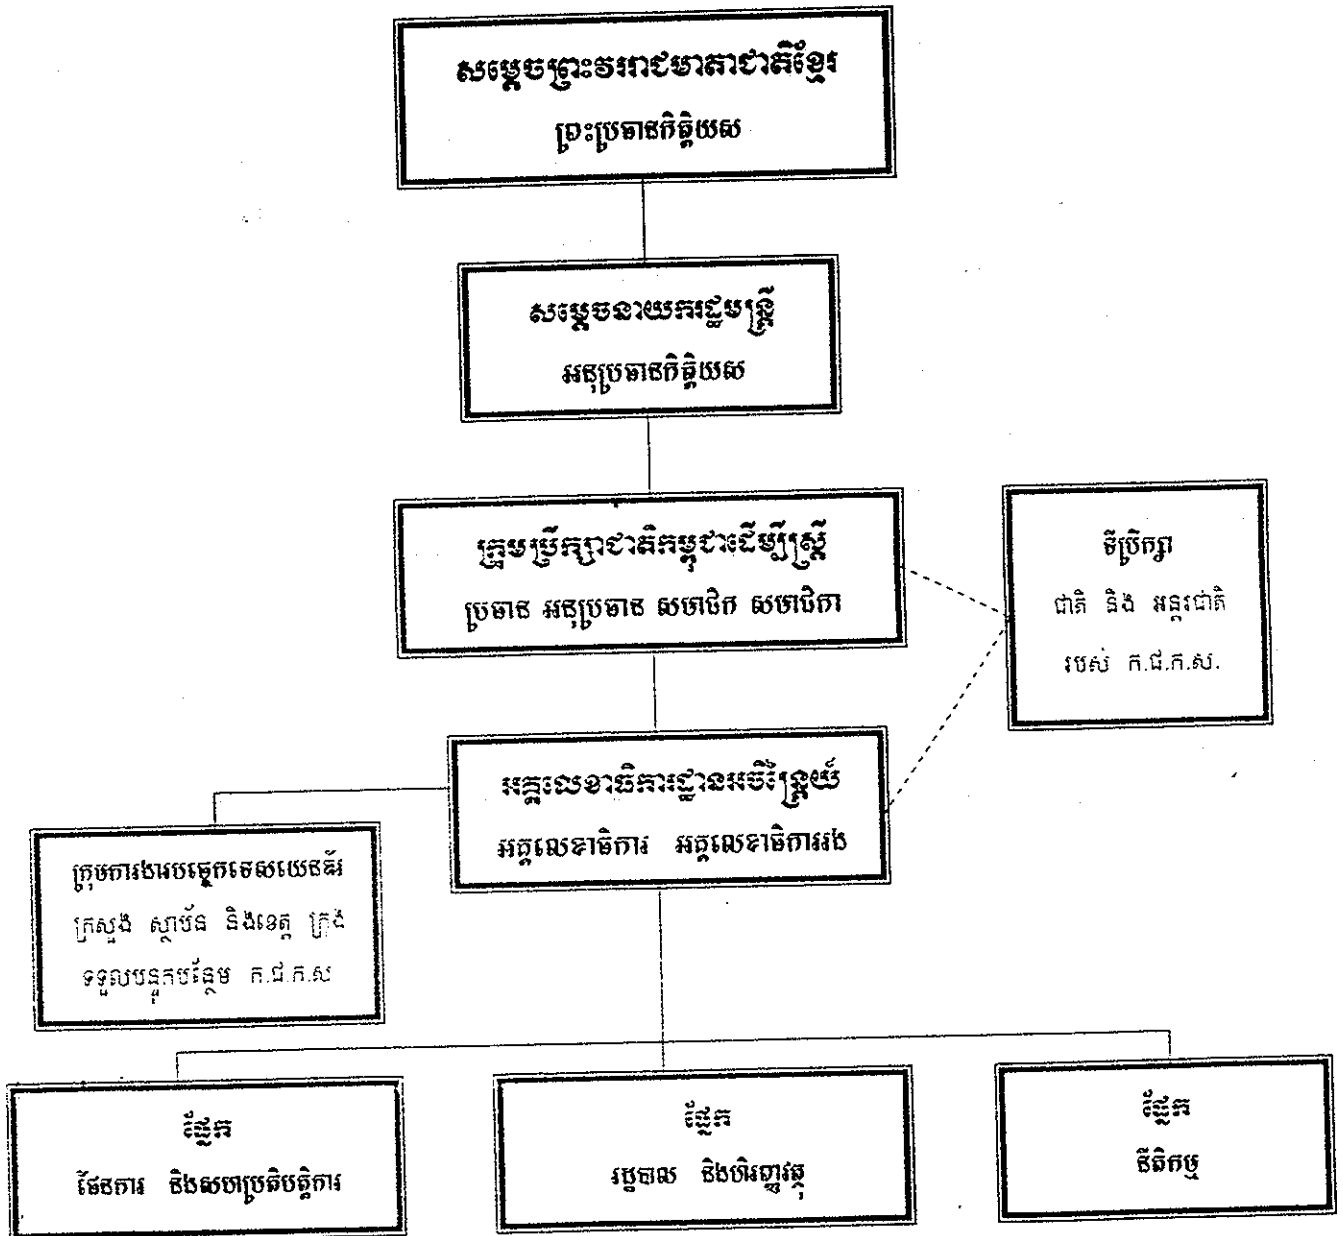 សម្តេចព្រះវររាជមាតាជាតិខ្មែរ
ព្រះប្រធានកិត្តិយស
សម្តេចនាយករដ្ឋមន្ត្រី
អនុប្រធានកិត្តិយស
ក្រុមប្រឹក្សាជាតិកម្ពុជាដើម្បីស្ត្រី
ប្រធាន អនុប្រធាន សមាជិក សមាជិកា
ទីប្រឹក្សា
ជាតិ និង អន្តរជាតិ
របស់ ក.ជ.ក.ស.
អគ្គលេខាធិការដ្ឋានអចិន្ត្រៃយ៍
អគ្គលេខាធិការ អគ្គលេខាធិការរង
ក្រុមការងារបច្ចេកទេសយេនឌ័រ
ក្រសួង ស្ថាប័ន និងខេត្ត ក្រុង
ទទួលបន្ទុកបន្ថែម ក.ជ.ក.ស
ផ្នែក
ផែនការ និងសហប្រតិបត្តិការ
ផ្នែក
រដ្ឋបាល និងហិរញ្ញវត្ថុ
ផ្នែក
នីតិកម្ម